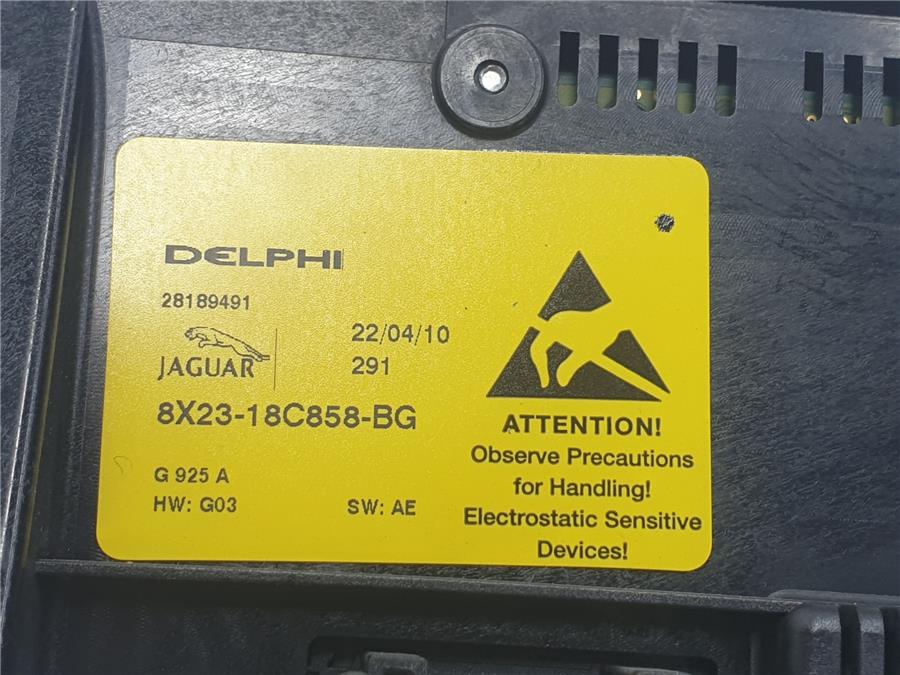 DELPHI
28189491
JAGUAR
22/04/10
291
8X23-18C858-BG
G 925 A
HW: G03 SW: AE
ATTENTION!
Observe Precautions
for Handling!
Electrostatic Sensitive
Devices!